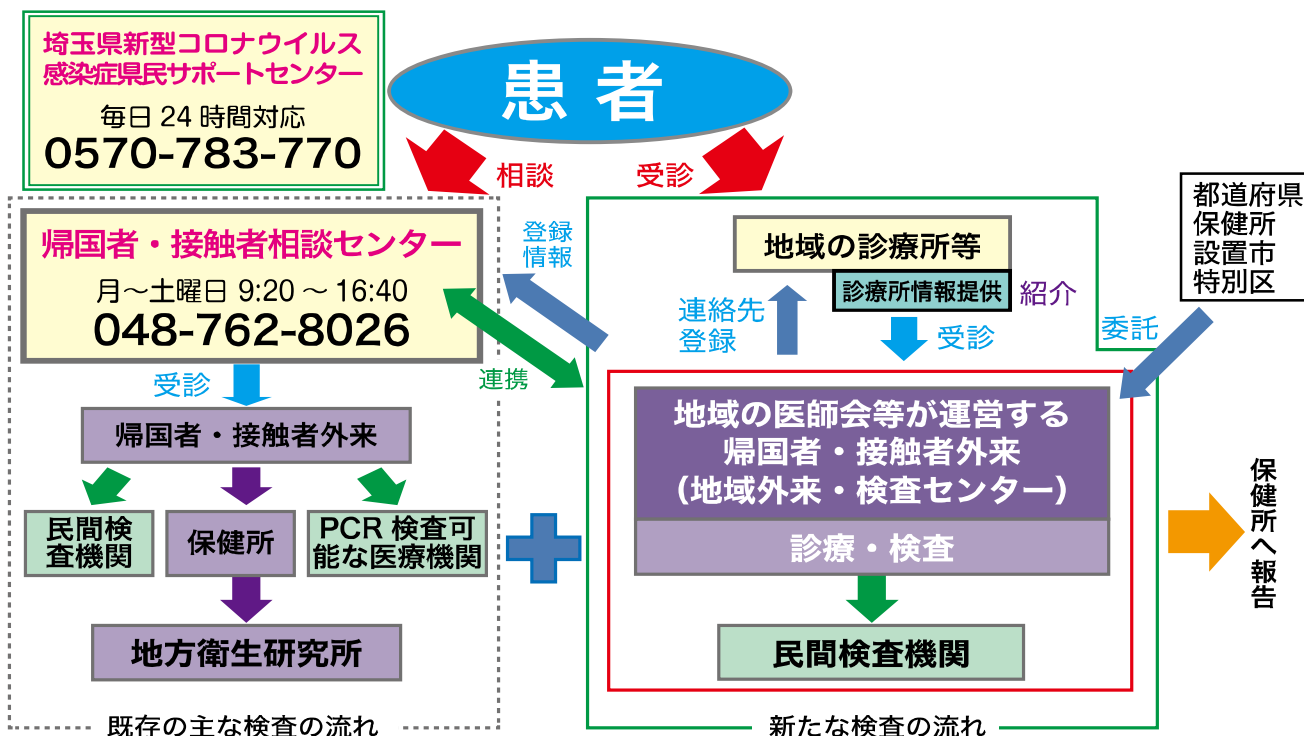 埼玉県新型コロナウイルス
感染症県民サポートセンター
毎日 24 時間対応
0570-783-770
患者
相談
受診
帰国者・接触者相談センター
月〜土曜日 9:20 〜 16:40
048-762-8026
受診
帰国者・接触者外来
民間検
査機関
保健所
PCR 検査可
能な医療機関
地方衛生研究所
既存の主な検査の流れ
登録
情報
連携
地域の診療所等
診療所情報提供
紹介
連絡先
登録
受診
都道府県
保健所
設置市
特別区
委託
地域の医師会等が運営する
帰国者・接触者外来
（地域外来・検査センター）
診療・検査
民間検査機関
新たな検査の流れ
保健所へ報告